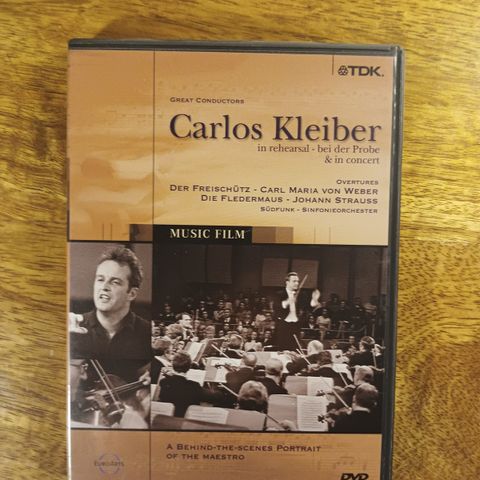 TDK
GREAT CONDUCTORS
Carlos Kleiber
in rehearsal - bei der Probe
& in concert
OVERTURES
DER FREISCHÜTZ - CARL MARIA VON WEBER
DIE FLEDERMAUS - JOHANN STRAUSS
SÜDFUNK - SINFONIEORCHESTER
MUSIC FILM
A BEHIND-THE-SCENES PORTRAIT
OF THE MAESTRO
EUROARTS
DVD